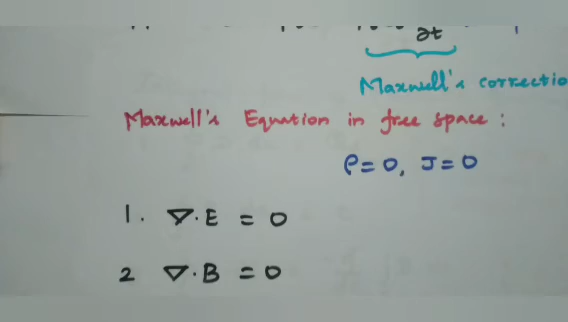 ∂t
Maxwell's correctio
Maxwell's Equation in free space :
ρ=0, J=0
1. ∇.E = 0
2 ∇.B = 0